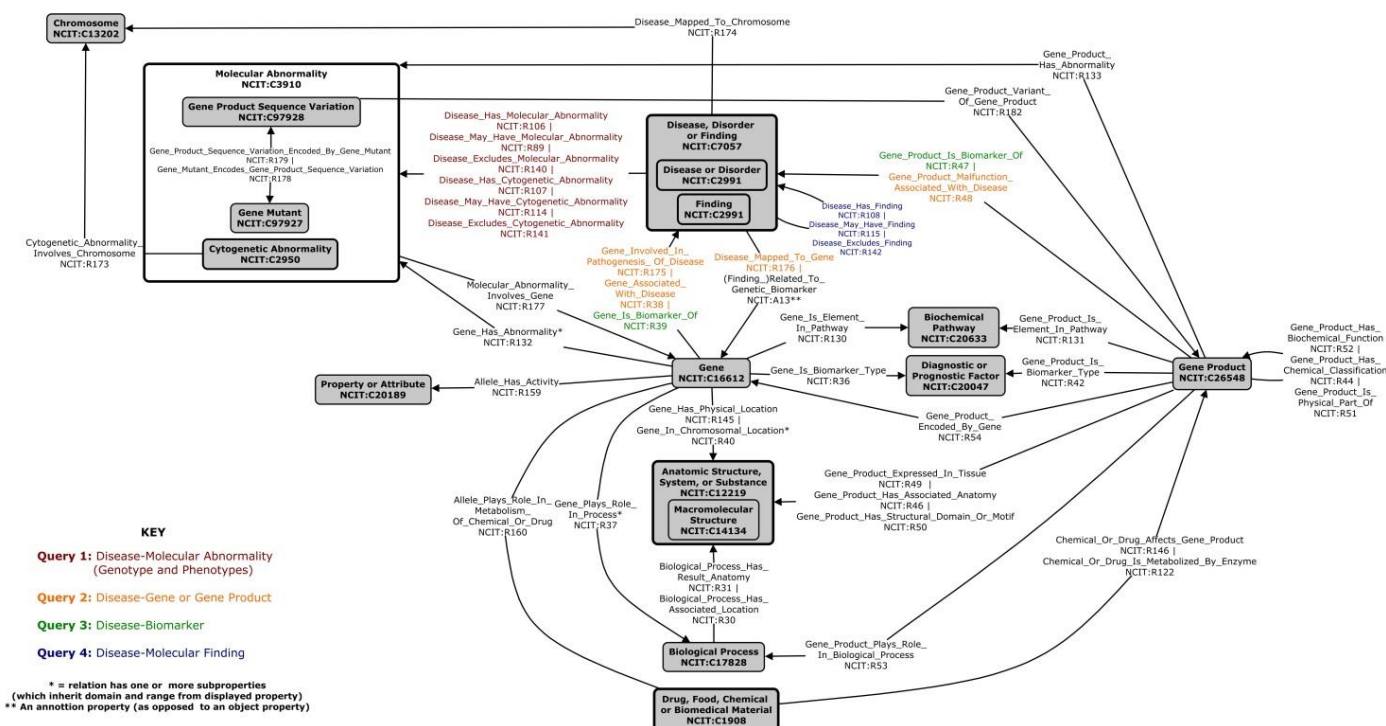 Chromosome
NCIT:C13202
Disease_Mapped_To_Chromosome
NCIT:R174
Gene_Product_
Has_Abnormality
NCIT:R133
Molecular Abnormality
NCIT:C3910
Gene Product Sequence Variation
NCIT:C97928
Gene_Product_Variant_
Of_Gene_Product
NCIT:R182
Gene_Product_Sequence_Variation_Encoded_By_Gene_Mutant
NCIT:R179 |
Gene_Mutant_Encodes_Gene_Product_Sequence_Variation
NCIT:R178
Gene Mutant
NCIT:C97927
Cytogenetic Abnormality
NCIT:C2950
Cytogenetic_Abnormality_
Involves_Chromosome
NCIT:R173
Disease_Has_Molecular_Abnormality
NCIT:R106 |
Disease_May_Have_Molecular_Abnormality
NCIT:R89 |
Disease_Excludes_Molecular_Abnormality
NCIT:R140 |
Disease_Has_Cytogenetic_Abnormality
NCIT:R107 |
Disease_May_Have_Cytogenetic_Abnormality
NCIT:R114 |
Disease_Excludes_Cytogenetic_Abnormality
NCIT:R141
Disease, Disorder
or Finding
NCIT:C7057
Disease or Disorder
NCIT:C2991
Finding
NCIT:C2991
Gene_Product_Is_Biomarker_Of
NCIT:R47 |
Gene_Product_Malfunction_
Associated_With_Disease
NCIT:R48
Disease_Has_Finding
NCIT:R108 |
Disease_May_Have_Finding
NCIT:R115 |
Disease_Excludes_Finding
NCIT:R142
Molecular_Abnormality_
Involves_Gene
NCIT:R177
Gene_Has_Abnormality*
NCIT:R132
Gene_Involved_In_
Pathogenesis_ Of_Disease
NCIT:R175 |
Gene_Associated_
With_Disease
NCIT:R38 |
Gene_Is_Biomarker_Of
NCIT:R39
Disease_Mapped_To_Gene
NCIT:R176 |
(Finding_)Related_To_
Genetic_Biomarker
NCIT:A13**
Gene_Is_Element_
In_Pathway
NCIT:R130
Biochemical
Pathway
NCIT:C20633
Gene_Product_Is_
Element_In_Pathway
NCIT:R131
Gene
NCIT:C16612
Gene_Is_Biomarker_Type
NCIT:R36
Diagnostic or
Prognostic Factor
NCIT:C20047
Gene_Product_Is_
Biomarker_Type
NCIT:R42
Gene Product
NCIT:C26548
Gene_Product_Has_
Biochemical_Function
NCIT:R52 |
Gene_Product_Has_
Chemical_Classification
NCIT:R44 |
Gene_Product_Is_
Physical_Part_Of
NCIT:R51
Property or Attribute
NCIT:C20189
Allele_Has_Activity
NCIT:R159
Gene_Has_Physical_Location
NCIT:R145 |
Gene_In_Chromosomal_Location*
NCIT:R40
Gene_Product_
Encoded_By_Gene
NCIT:R54
Anatomic Structure,
System, or Substance
NCIT:C12219
Macromolecular
Structure
NCIT:C14134
Gene_Product_Expressed_In_Tissue
NCIT:R49 |
Gene_Product_Has_Associated_Anatomy
NCIT:R46 |
Gene_Product_Has_Structural_Domain_Or_Motif
NCIT:R50
Allele_Plays_Role_In_
Metabolism_
Of_Chemical_Or_Drug
NCIT:R160
Gene_Plays_Role_
In_Process*
NCIT:R37
Biological_Process_Has_
Result_Anatomy
NCIT:R31 |
Biological_Process_Has_
Associated_Location
NCIT:R30
Chemical_Or_Drug_Affects_Gene_Product
NCIT:R146 |
Chemical_Or_Drug_Is_Metabolized_By_Enzyme
NCIT:R122
Biological Process
NCIT:C17828
Gene_Product_Plays_Role_
In_Biological_Process
NCIT:R53
Drug, Food, Chemical
or Biomedical Material
NCIT:C1908
KEY
Query 1: Disease-Molecular Abnormality
(Genotype and Phenotypes)
Query 2: Disease-Gene or Gene Product
Query 3: Disease-Biomarker
Query 4: Disease-Molecular Finding
* = relation has one or more subproperties
(which inherit domain and range from displayed property)
** An annottion property (as opposed to an object property)